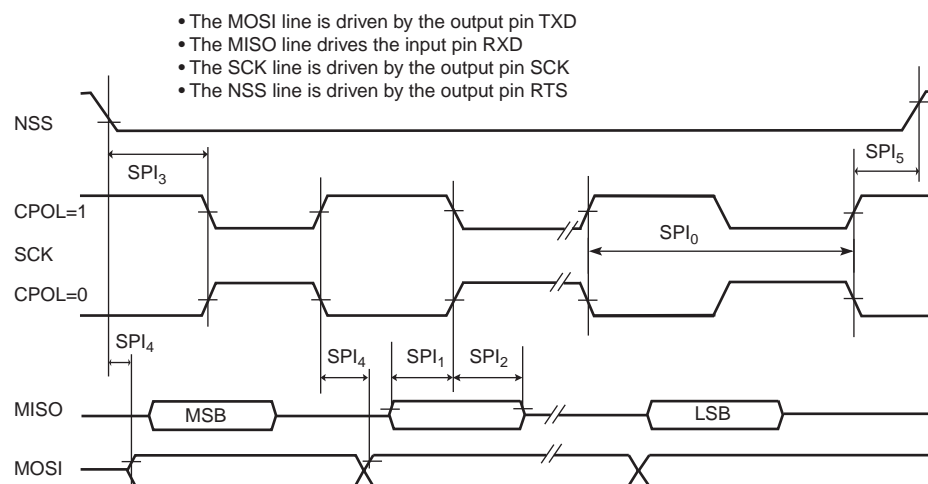 • The MOSI line is driven by the output pin TXD
• The MISO line drives the input pin RXD
• The SCK line is driven by the output pin SCK
• The NSS line is driven by the output pin RTS
NSS
SPI3
SPI5
CPOL=1
SCK
SPI0
CPOL=0
SPI4
SPI4
SPI1
SPI2
MISO
MSB
LSB
MOSI